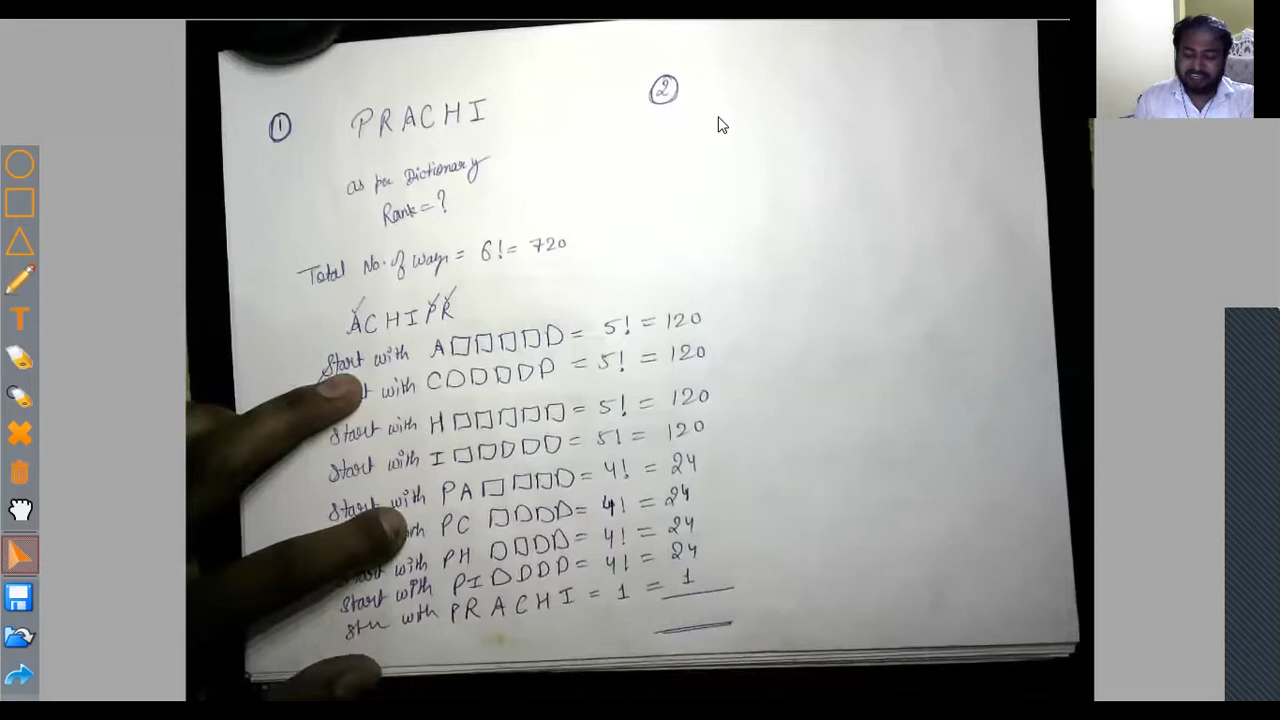 ① PRACHI
as per Dictionary
Rank = ?
Total No. of ways = 6! = 720
ACHIPR
Start with A□□□□□ = 5! = 120
with C□□□□□ = 5! = 120
Start with H□□□□□ = 5! = 120
Start with I□□□□□ = 5! = 120
Start with PA□□□□ = 4! = 24
PC□□□□ = 4! = 24
with PH□□□□ = 4! = 24
Start with PI□□□□ = 4! = 24
with PRACHI = 1 = 1
②
T